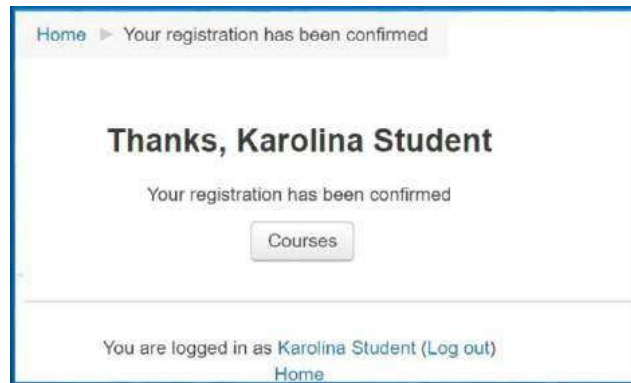 Home ► Your registration has been confirmed
Thanks, Karolina Student
Your registration has been confirmed
Courses
You are logged in as Karolina Student (Log out)
Home